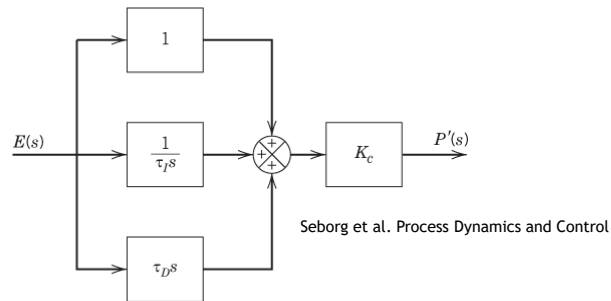 1
E(s)
1
τ_I s
+
+ +
+
K_c
P′(s)
Seborg et al. Process Dynamics and Control
τ_D s